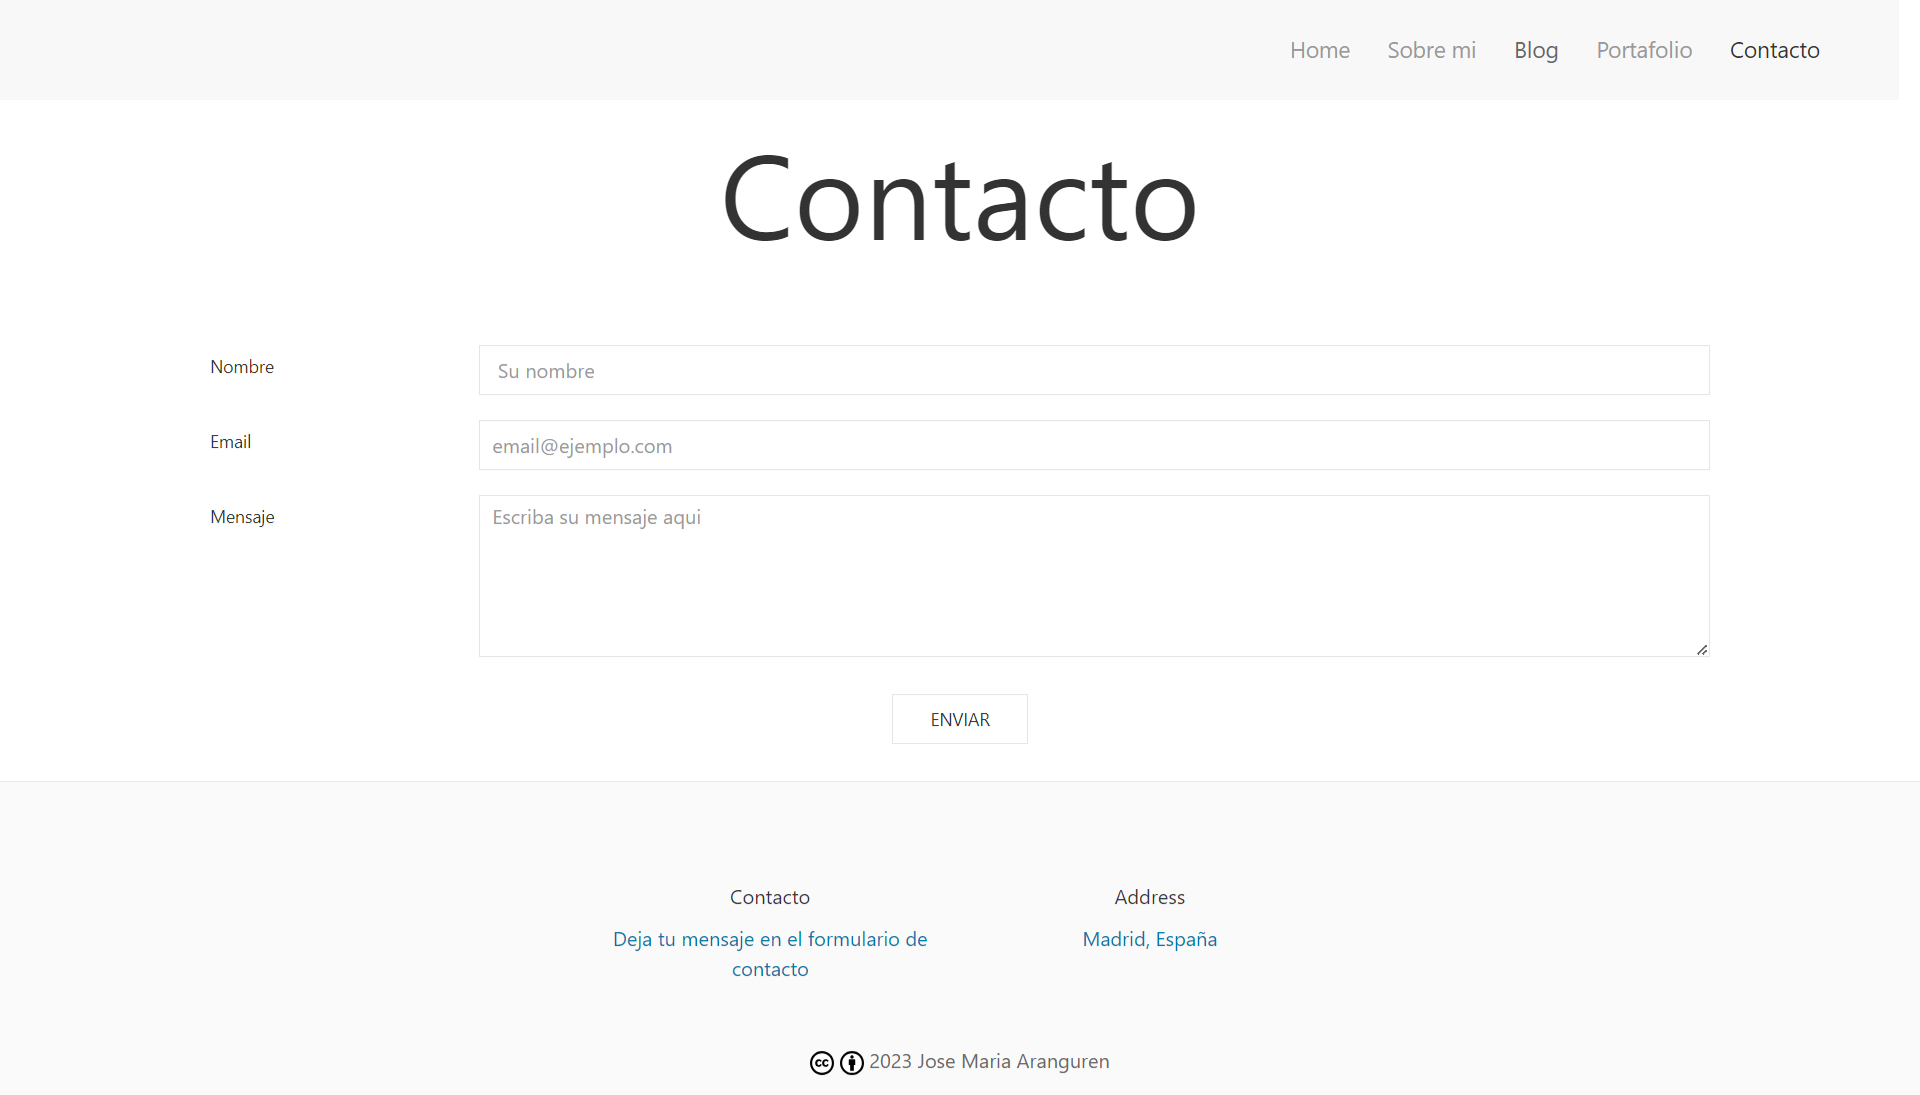 Home Sobre mi Blog Portafolio Contacto
Contacto
Nombre
Su nombre
Email
email@ejemplo.com
Mensaje
Escriba su mensaje aqui
ENVIAR
Contacto
Deja tu mensaje en el formulario de
contacto
Address
Madrid, España
cc 2023 Jose Maria Aranguren